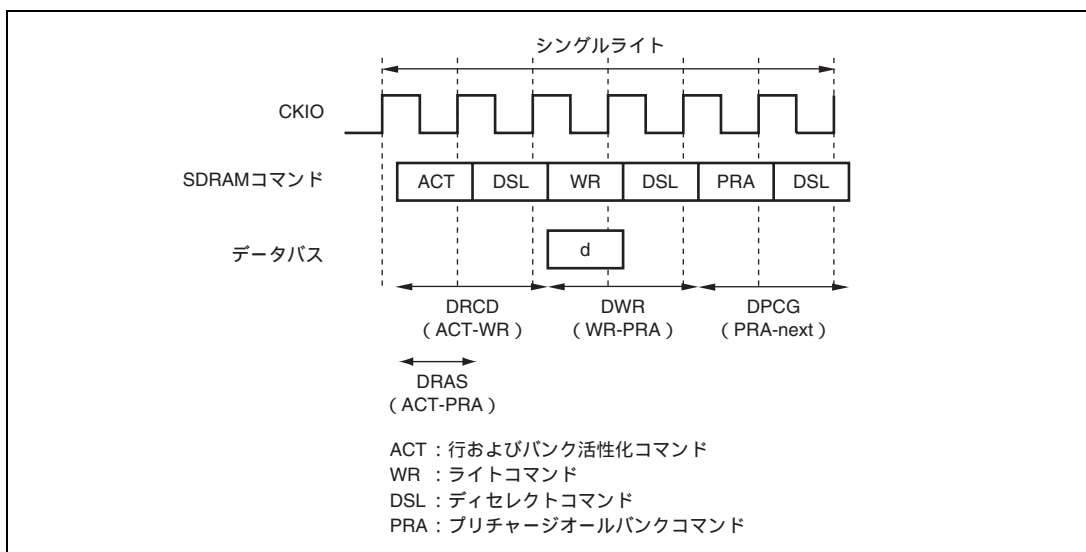 シングルライト
CKIO
SDRAMコマンド
ACT DSL WR DSL PRA DSL
データバス
d
DRCD DWR DPCG
(ACT-WR) (WR-PRA) (PRA-next)
DRAS
(ACT-PRA)
ACT:行およびバンク活性化コマンド
WR:ライトコマンド
DSL:ディセレクトコマンド
PRA:プリチャージオールバンクコマンド